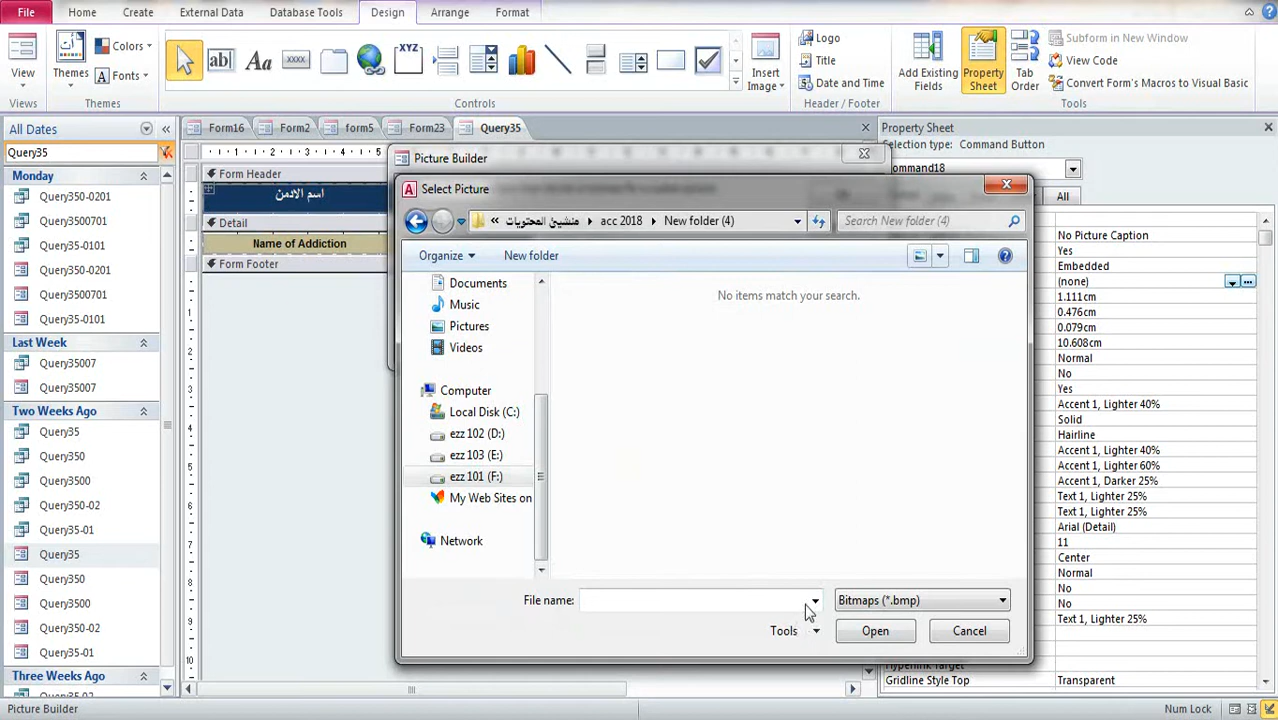 File Home Create External Data Database Tools Design Arrange Format
View
Views
Themes
Colors
Fonts
Themes
ab|
Aa
xxxx
XYZ
Controls
Insert
Image
Logo
Title
Date and Time
Header / Footer
Add Existing
Fields
Property
Sheet
Tab
Order
Subform in New Window
View Code
Convert Form's Macros to Visual Basic
Tools
All Dates
Query35
Monday
Query350-0201
Query3500701
Query35-0101
Query350-0201
Query3500701
Query35-0101
Last Week
Query35007
Query35007
Two Weeks Ago
Query35
Query350
Query35-0
Query350-02
Query35-01
Query35
Query350
Query3500
Query350-02
Query35-01
Three Weeks Ago
Form16 Form2 form5 Form23 Query35
1 2 3 4 5
Form Header
اسم الادمن
Detail
Name of Addiction
Form Footer
Picture Builder
Select Picture
« منشئ المحتويات ▸ acc 2018 ▸ New folder (4)
Search New folder (4)
Organize
New folder
Documents
Music
Pictures
Videos
Computer
Local Disk (C:)
ezz 102 (D:)
ezz 103 (E:)
ezz 101 (F:)
My Web Sites on
Network
No items match your search.
File name:
Bitmaps (*.bmp)
Tools
Open
Cancel
Property Sheet
Selection type: Command Button
ommand18
All
No Picture Caption
Yes
Embedded
(none)
1.111cm
0.476cm
0.079cm
10.608cm
Normal
No
Yes
Accent 1, Lighter 40%
Solid
Hairline
Accent 1, Lighter 40%
Accent 1, Lighter 60%
Accent 1, Darker 25%
Text 1, Lighter 25%
Text 1, Lighter 25%
Arial (Detail)
11
Center
Normal
No
No
Text 1, Lighter 25%
Hyperlink Target
Gridline Style Top Transparent
Picture Builder
Num Lock